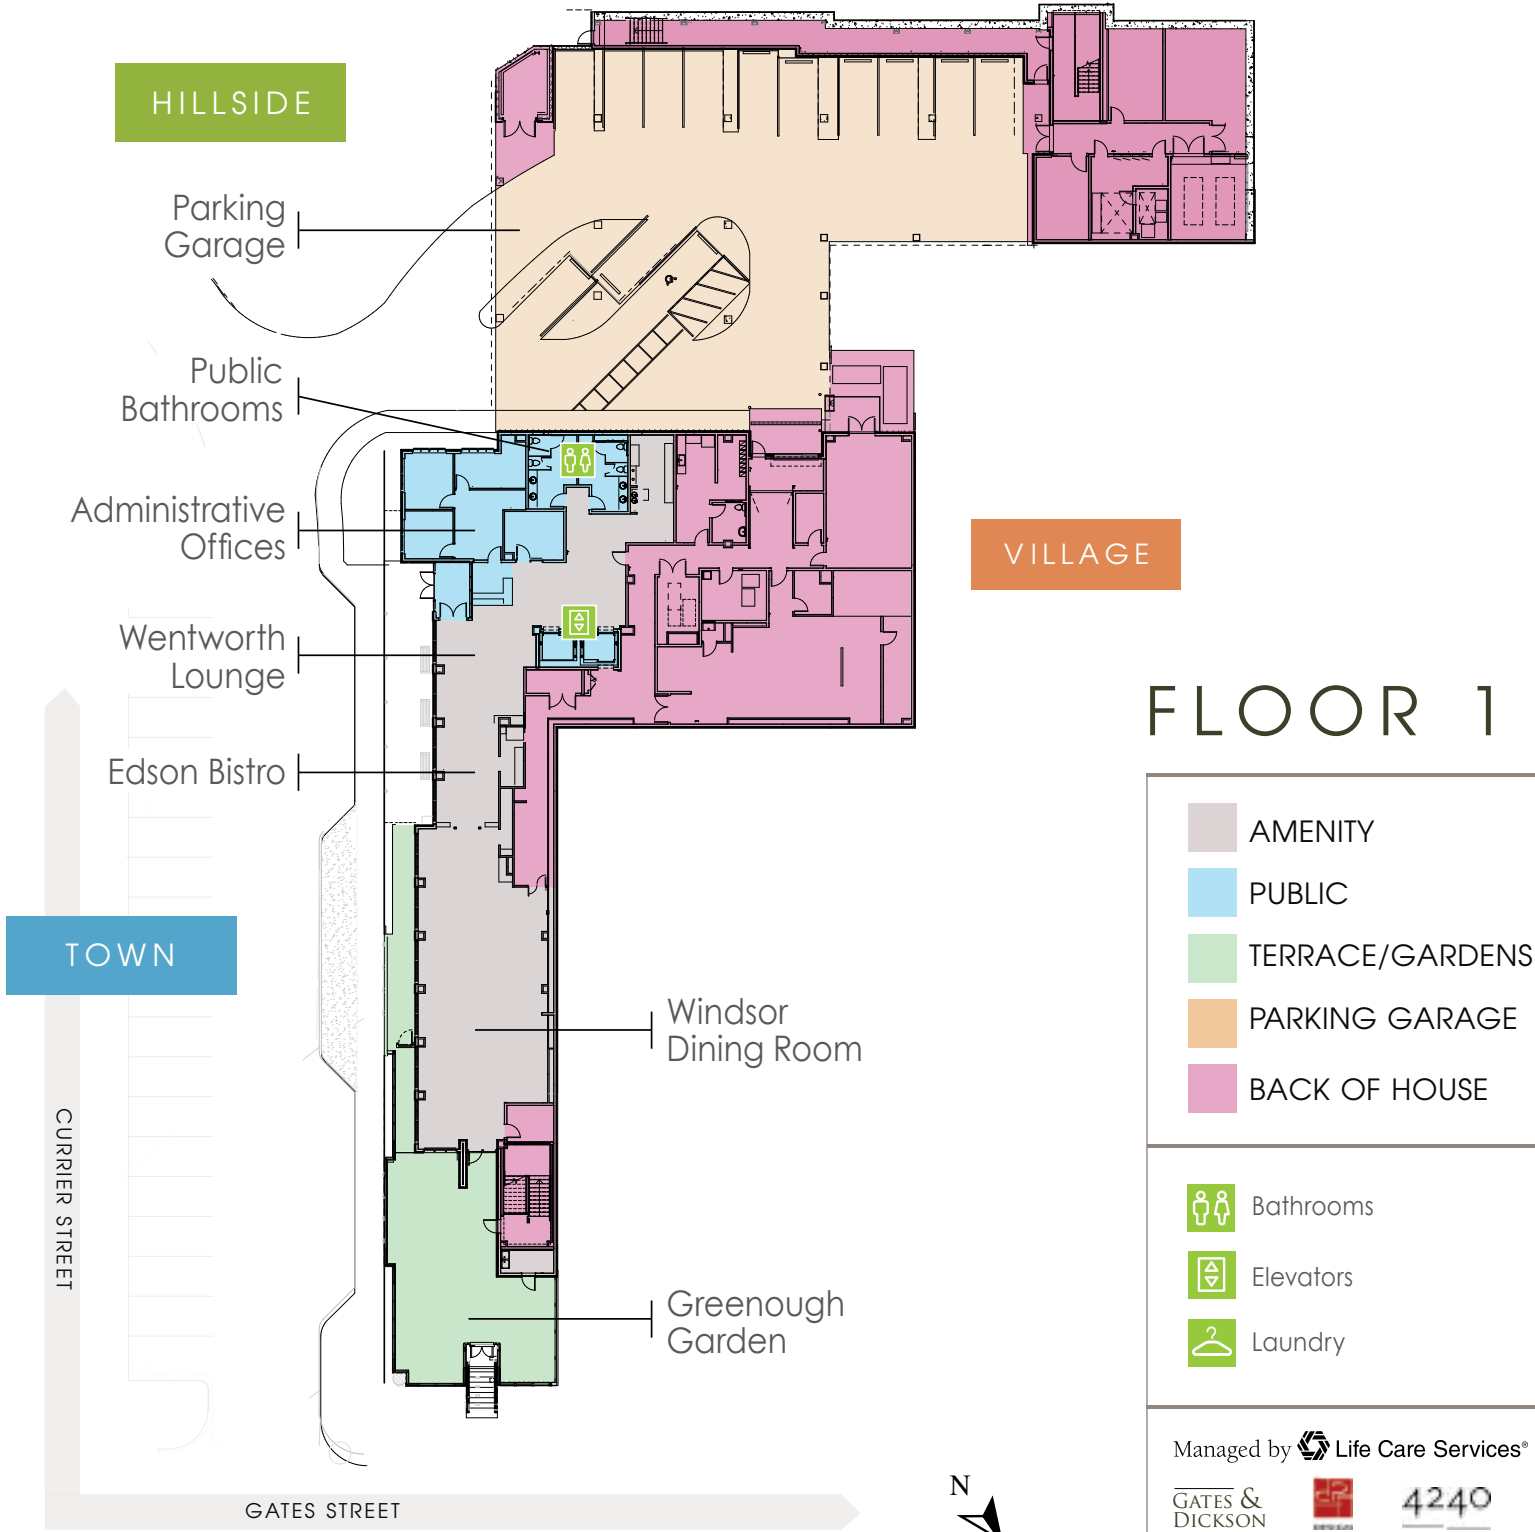 HILLSIDE
Parking
Garage
Public
Bathrooms
Administrative
Offices
VILLAGE
Wentworth
Lounge
Edson Bistro
TOWN
Windsor
Dining Room
Greenough
Garden
CURRIER STREET
GATES STREET
N
FLOOR 1
AMENITY
PUBLIC
TERRACE/GARDENS
PARKING GARAGE
BACK OF HOUSE
Bathrooms
Elevators
Laundry
Managed by Life Care Services®
GATES &
DICKSON
4240